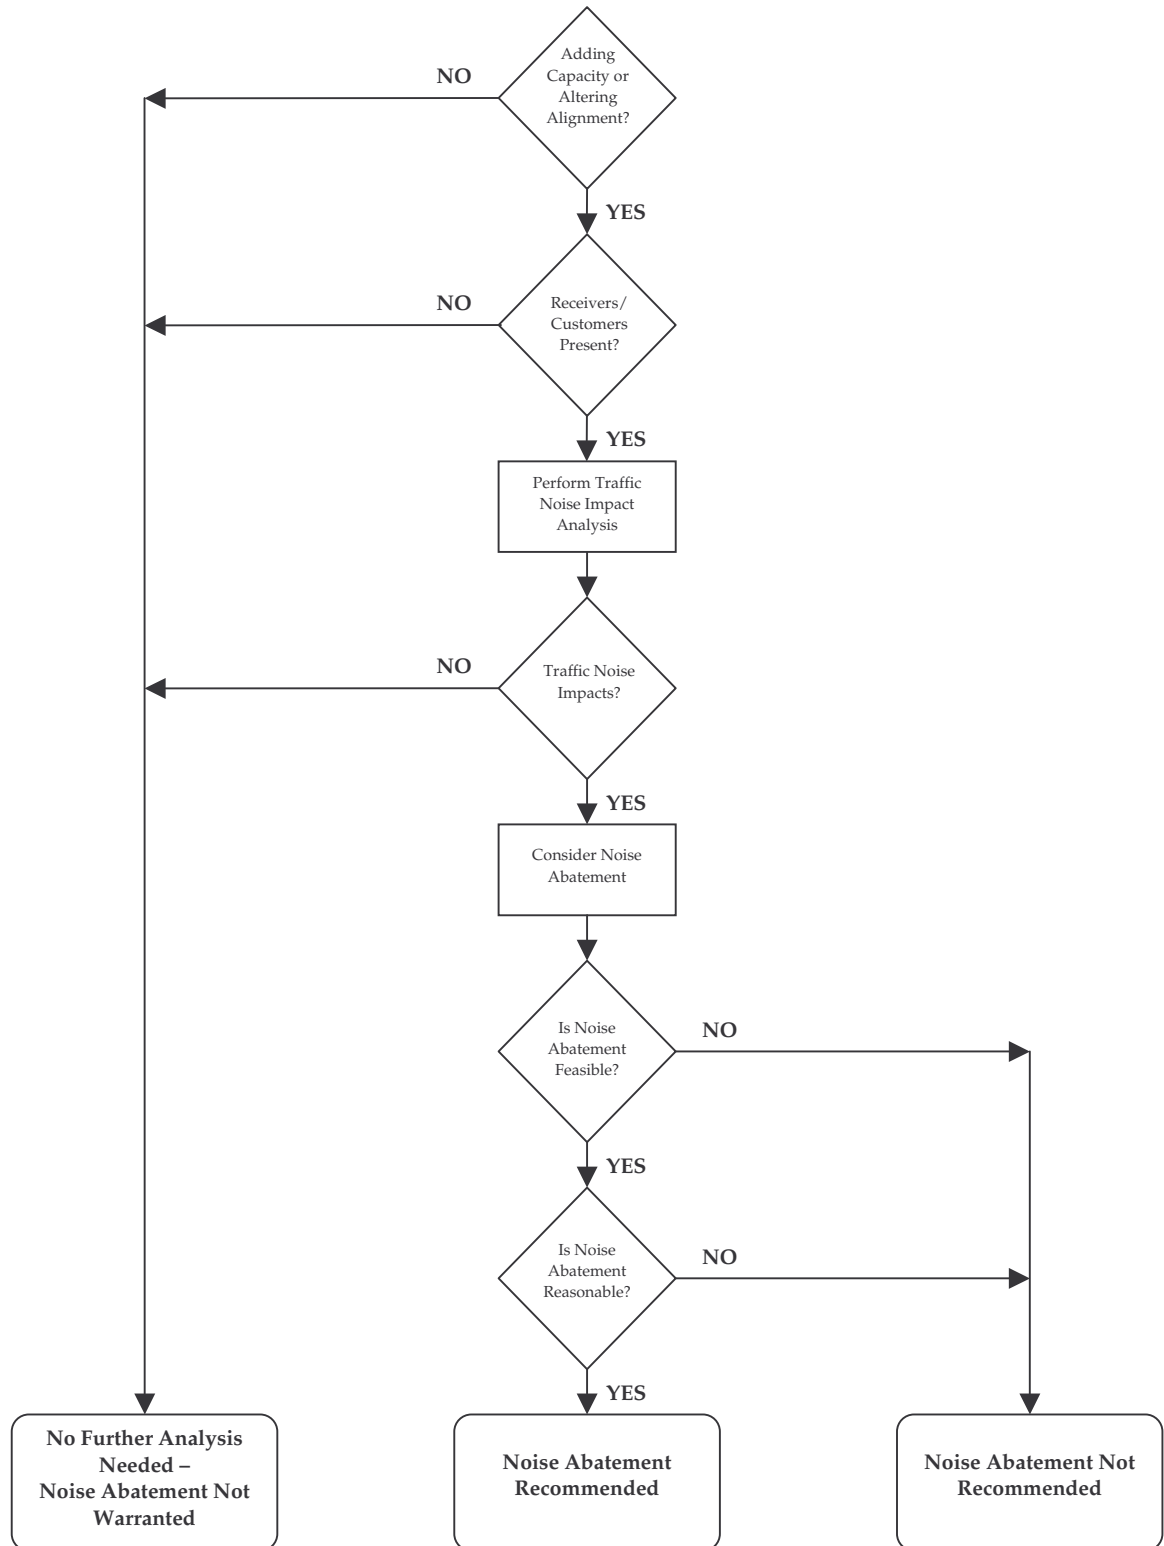 Adding
Capacity or
Altering
Alignment?
NO
YES
Receivers/
Customers
Present?
NO
YES
Perform Traffic
Noise Impact
Analysis
Traffic Noise
Impacts?
NO
YES
Consider Noise
Abatement
Is Noise
Abatement
Feasible?
NO
YES
Is Noise
Abatement
Reasonable?
NO
YES
No Further Analysis
Needed –
Noise Abatement Not
Warranted
Noise Abatement
Recommended
Noise Abatement Not
Recommended